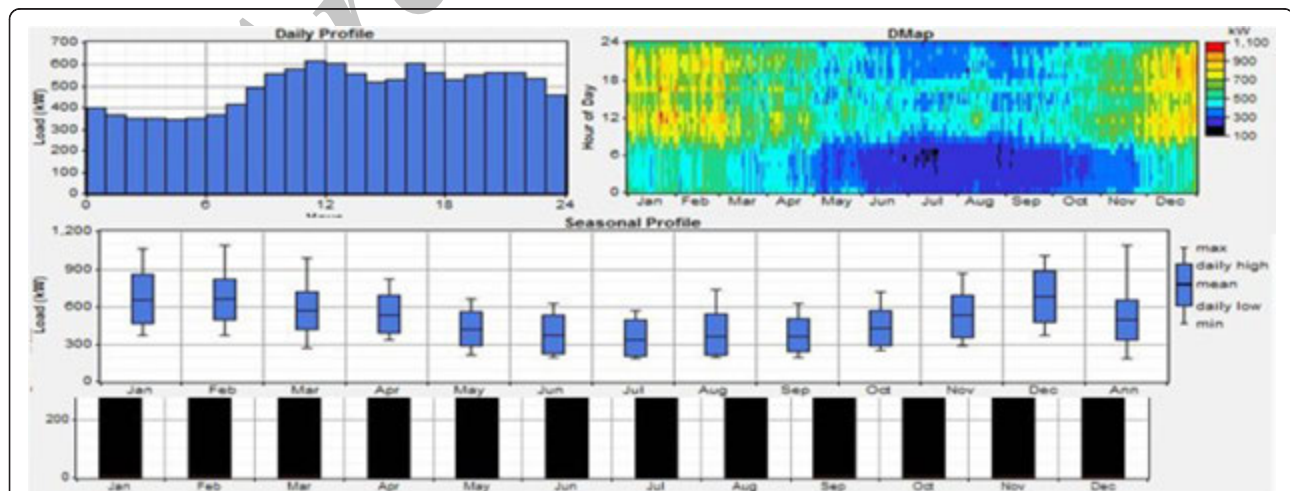 Daily Profile
700
600
500
400
300
200
100
0
Load (kW)
0 6 12 18 24
DMap
24
18
12
6
0
Hour of Day
Jan Feb Mar Apr May Jun Jul Aug Sep Oct Nov Dec
kW
1,100
900
700
500
300
100
Seasonal Profile
1,200
900
600
300
0
Load (kW)
Jan Feb Mar Apr May Jun Jul Aug Sep Oct Nov Dec Ann
max
daily high
mean
daily low
min
200
0
Jan Feb Mar Apr May Jun Jul Aug Sep Oct Nov Dec